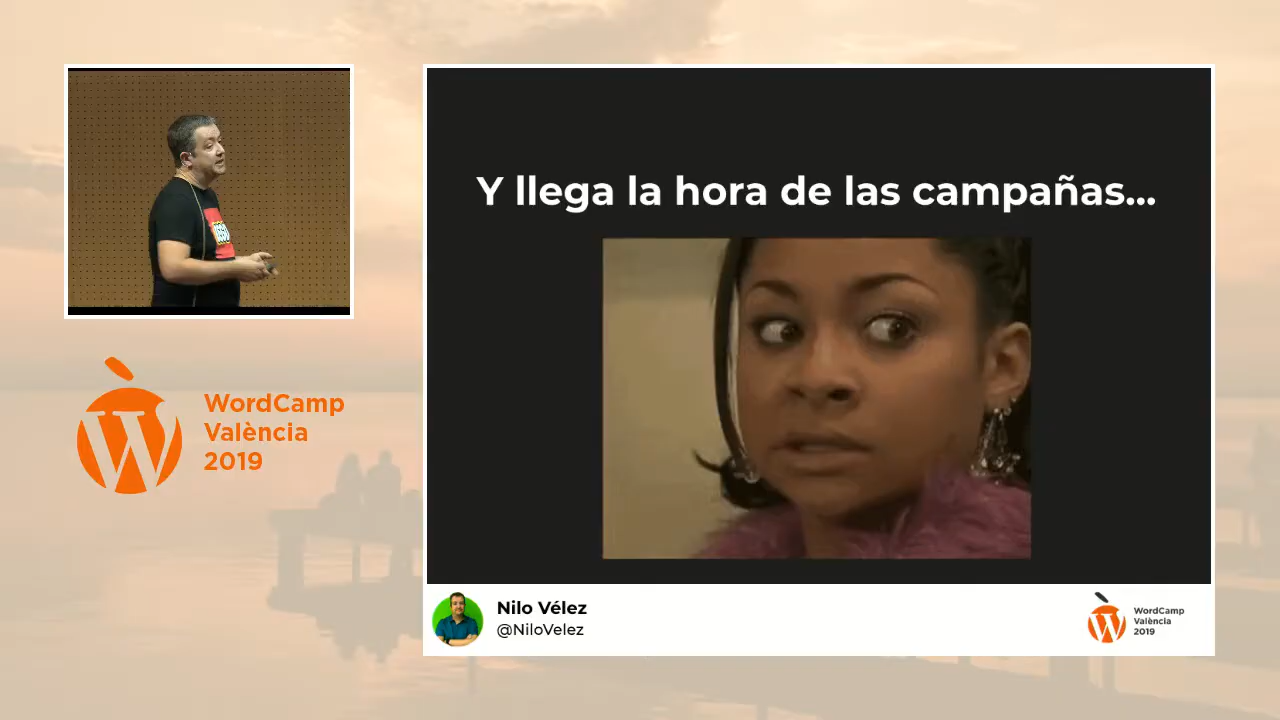 Y llega la hora de las campañas...
WordCamp
València
2019
Nilo Vélez
@NiloVelez
WordCamp
València
2019